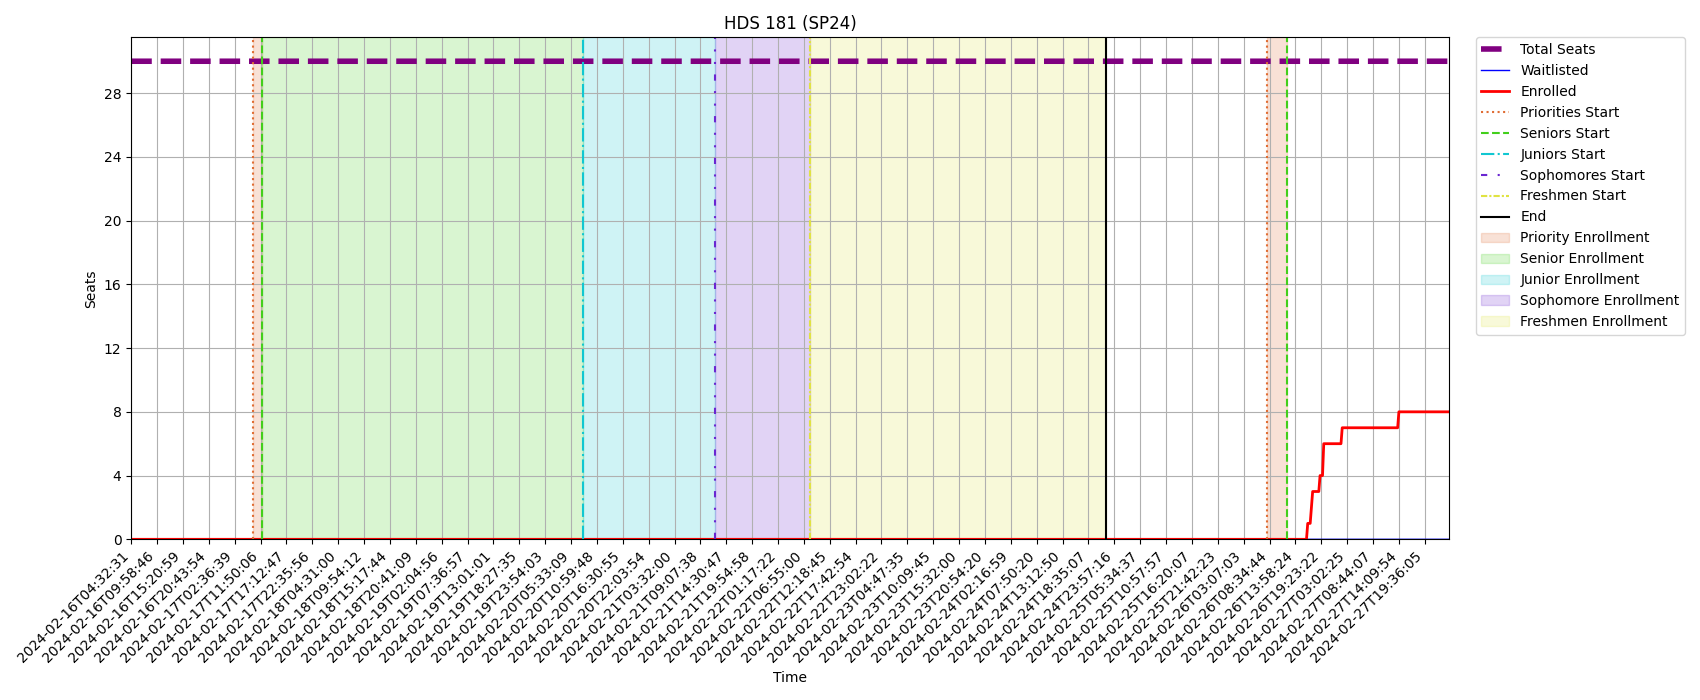 HDS 181 (SP24)
Seats
28
24
20
16
12
8
4
0
2024-02-16T04:32:31
2024-02-16T09:58:46
2024-02-16T15:20:59
2024-02-16T20:43:54
2024-02-17T02:36:39
2024-02-17T11:50:06
2024-02-17T17:12:47
2024-02-17T22:35:56
2024-02-18T04:31:00
2024-02-18T09:54:12
2024-02-18T15:17:44
2024-02-18T20:41:09
2024-02-19T02:04:56
2024-02-19T07:36:57
2024-02-19T13:01:01
2024-02-19T18:27:35
2024-02-19T23:54:03
2024-02-20T05:33:09
2024-02-20T10:59:48
2024-02-20T16:30:55
2024-02-20T22:03:54
2024-02-21T03:32:00
2024-02-21T09:07:38
2024-02-21T14:30:47
2024-02-21T19:54:58
2024-02-22T01:17:22
2024-02-22T06:55:00
2024-02-22T12:18:45
2024-02-22T17:42:54
2024-02-22T23:02:22
2024-02-23T04:47:35
2024-02-23T10:09:45
2024-02-23T15:32:00
2024-02-23T20:54:20
2024-02-24T02:16:59
2024-02-24T07:50:20
2024-02-24T13:12:50
2024-02-24T18:35:07
2024-02-24T23:57:16
2024-02-25T05:34:37
2024-02-25T10:57:57
2024-02-25T16:20:07
2024-02-25T21:42:23
2024-02-26T03:07:03
2024-02-26T08:34:44
2024-02-26T13:58:24
2024-02-26T19:23:22
2024-02-27T03:02:25
2024-02-27T08:44:07
2024-02-27T14:09:54
2024-02-27T19:36:05
Time
Total Seats
Waitlisted
Enrolled
Priorities Start
Seniors Start
Juniors Start
Sophomores Start
Freshmen Start
End
Priority Enrollment
Senior Enrollment
Junior Enrollment
Sophomore Enrollment
Freshmen Enrollment